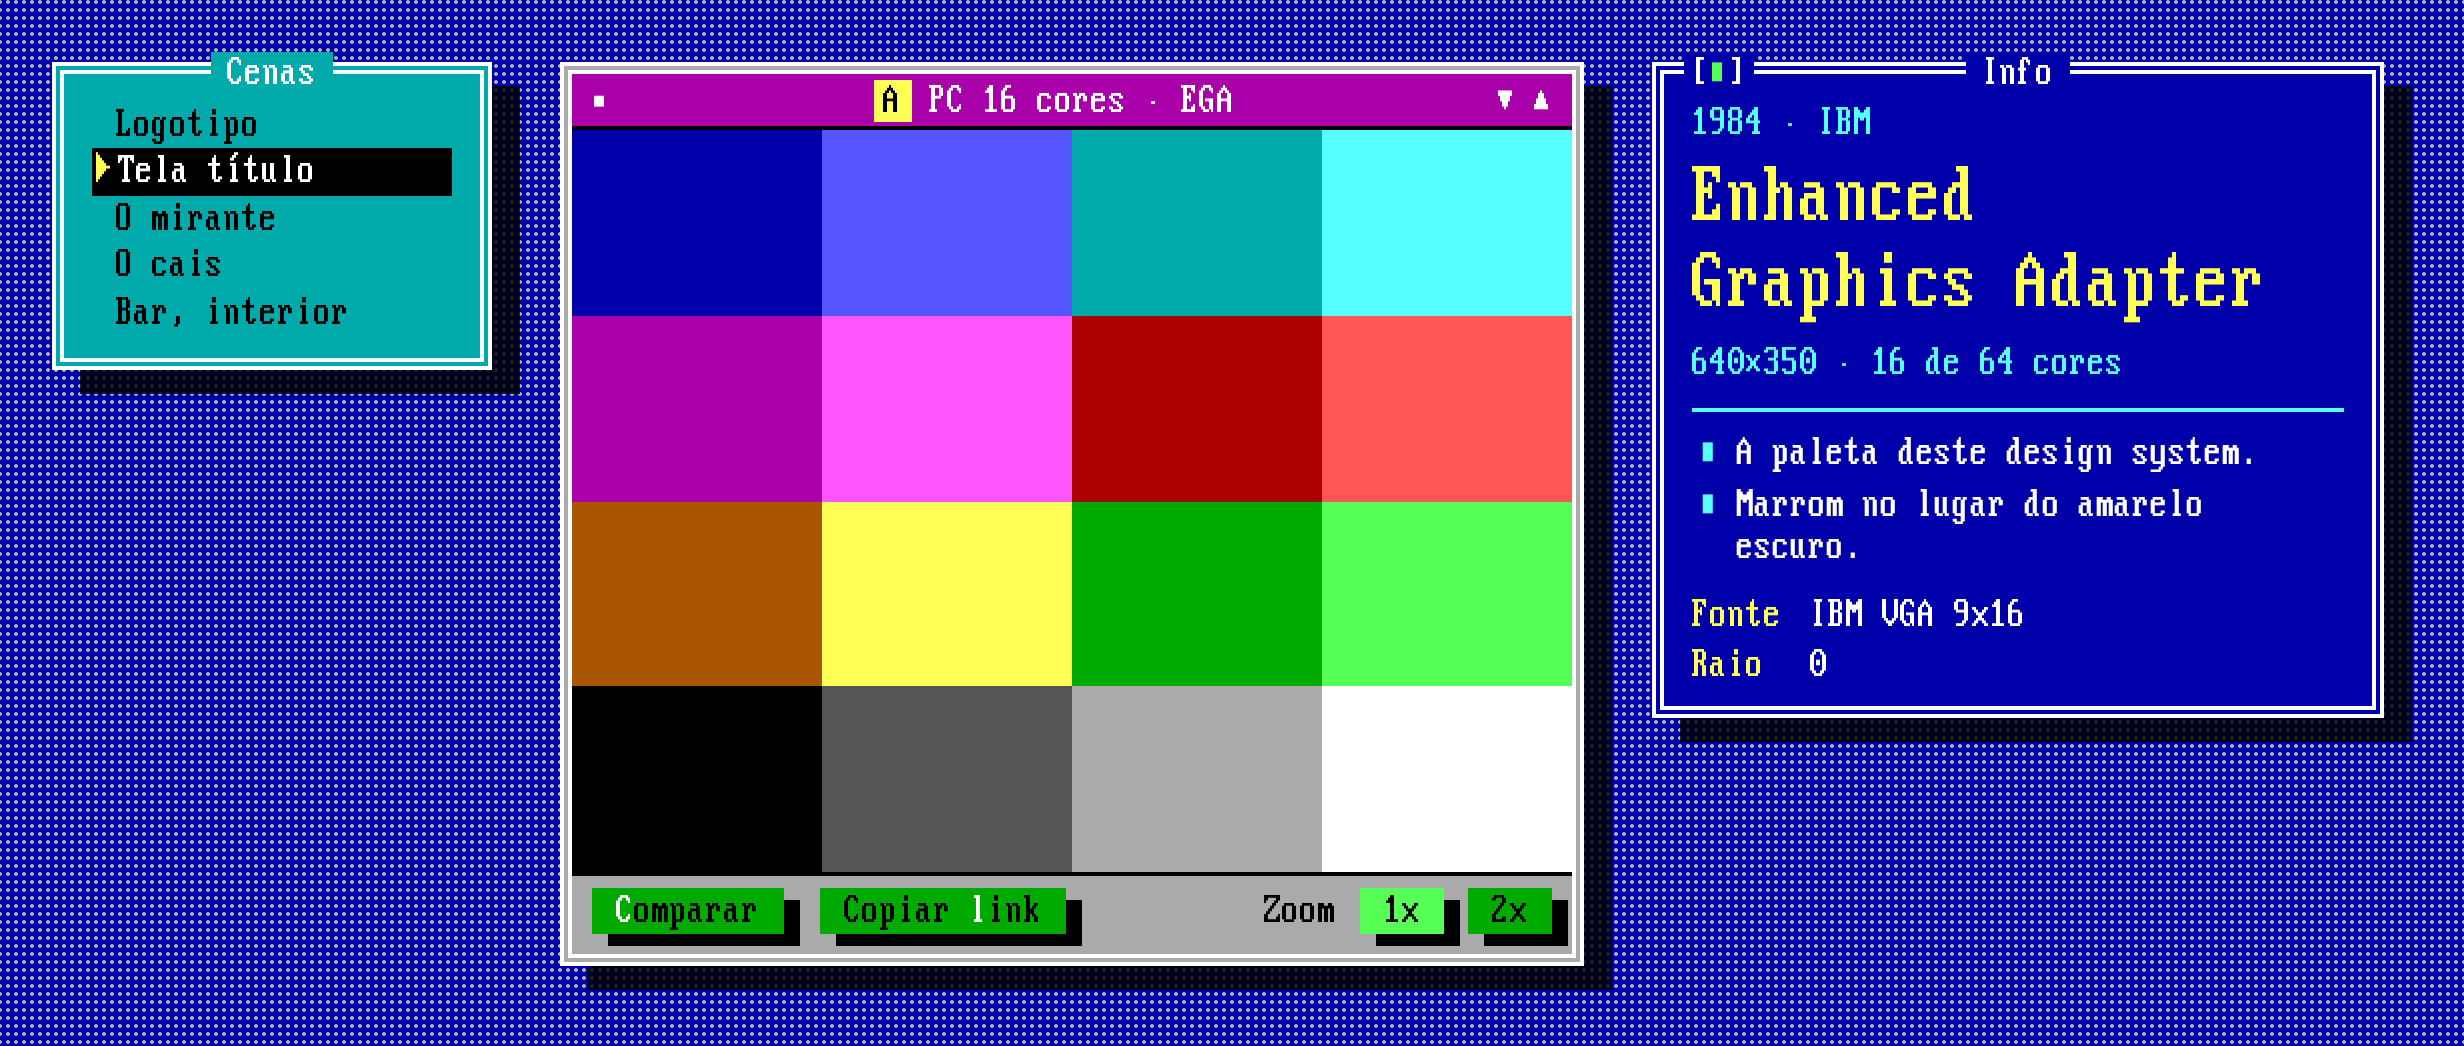 Cenas
Logotipo
Tela título
O mirante
O cais
Bar, interior
A PC 16 cores · EGA
Comparar
Copiar link
Zoom
1x
2x
Info
1984 · IBM
Enhanced
Graphics Adapter
640x350 · 16 de 64 cores
A paleta deste design system.
Marrom no lugar do amarelo
escuro.
Fonte IBM VGA 9x16
Raio 0